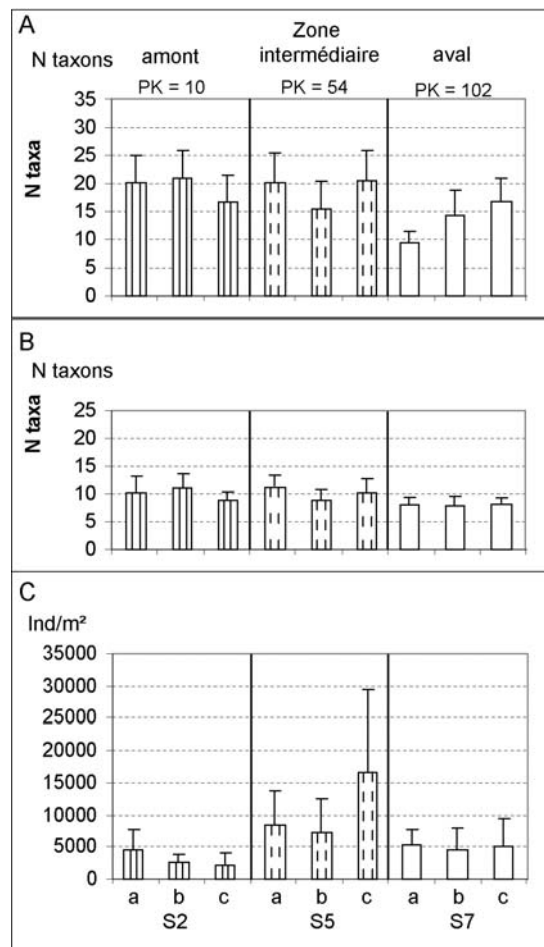 A
Zone
N taxons amont intermédiaire aval
PK = 10 PK = 54 PK = 102
N taxa
35
30
25
20
15
10
5
0
B
N taxons
N taxa
25
20
15
10
5
0
C
Ind/m²
35000
30000
25000
20000
15000
10000
5000
0
a b c a b c a b c
S2 S5 S7